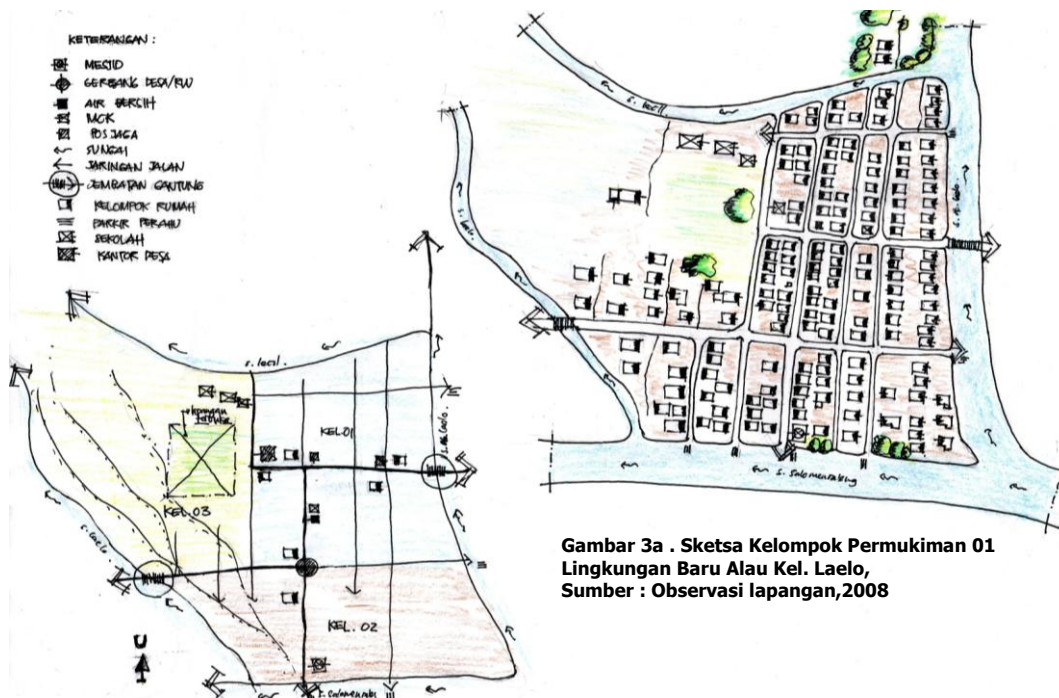 KETERANGAN :
MESJID
GERBANG DESA/RW
AIR BERSIH
MCK
POS JAGA
SUNGAI
JARINGAN JALAN
JEMBATAN GANTUNG
KELOMPOK RUMAH
PARKIR PERAHU
SEKOLAH
KANTOR DESA
KEL 01
KEL 03
S. Laelo.
KEL. 02
U
S. Salomenraleng
Gambar 3a . Sketsa Kelompok Permukiman 01
Lingkungan Baru Alau Kel. Laelo,
Sumber : Observasi lapangan,2008